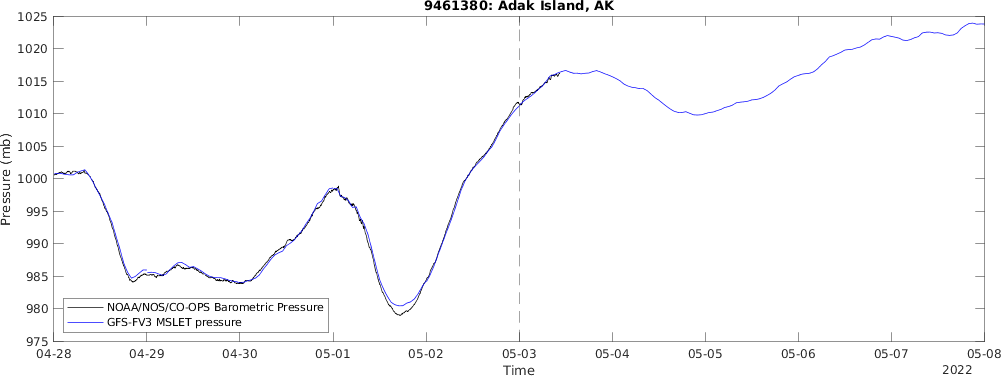 9461380: Adak Island, AK
Pressure (mb)
1025
1020
1015
1010
1005
1000
995
990
985
980
975
NOAA/NOS/CO-OPS Barometric Pressure
GFS-FV3 MSLET pressure
04-28 04-29 04-30 05-01 05-02 05-03 05-04 05-05 05-06 05-07 05-08
Time
2022